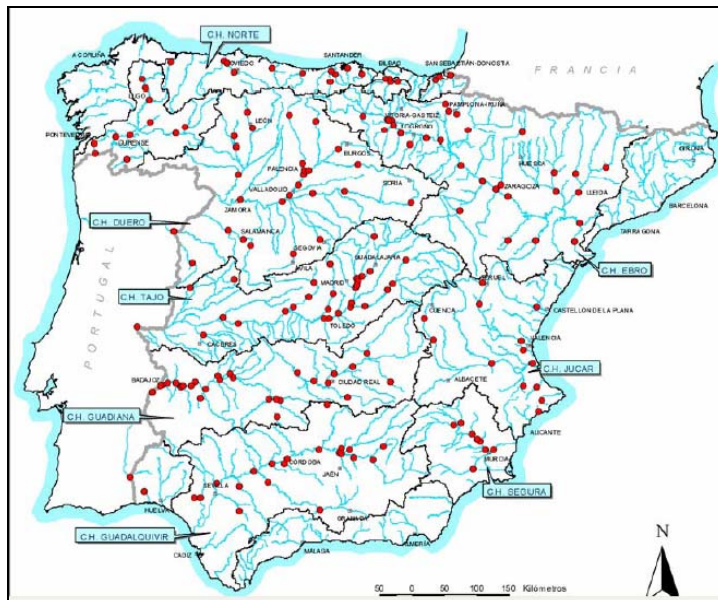 C.H. NORTE
A CORUÑA
OVIEDO
SANTANDER
BILBAO
SAN SEBASTIÁN-DONOSTIA
FRANCIA
LUGO
VITORIA-GASTEIZ
PAMPLONA-IRUÑA
LEÓN
LOGROÑO
PONTEVEDRA
OURENSE
BURGOS
HUESCA
GIRONA
PALENCIA
VALLADOLID
SORIA
ZARAGOZA
LLEIDA
BARCELONA
ZAMORA
TARRAGONA
C.H. DUERO
SALAMANCA
SEGOVIA
C.H. EBRO
ÁVILA
GUADALAJARA
C.H. TAJO
MADRID
TERUEL
PORTUGAL
CUENCA
CASTELLÓN DE LA PLANA
TOLEDO
CÁCERES
VALENCIA
BADAJOZ
CIUDAD REAL
C.H. JUCAR
ALBACETE
C.H. GUADIANA
ALICANTE
MURCIA
CÓRDOBA
JAÉN
C.H. SEGURA
SEVILLA
HUELVA
GRANADA
C.H. GUADALQUIVIR
ALMERÍA
MÁLAGA
CÁDIZ
N
50 0 50 100 150 Kilómetros